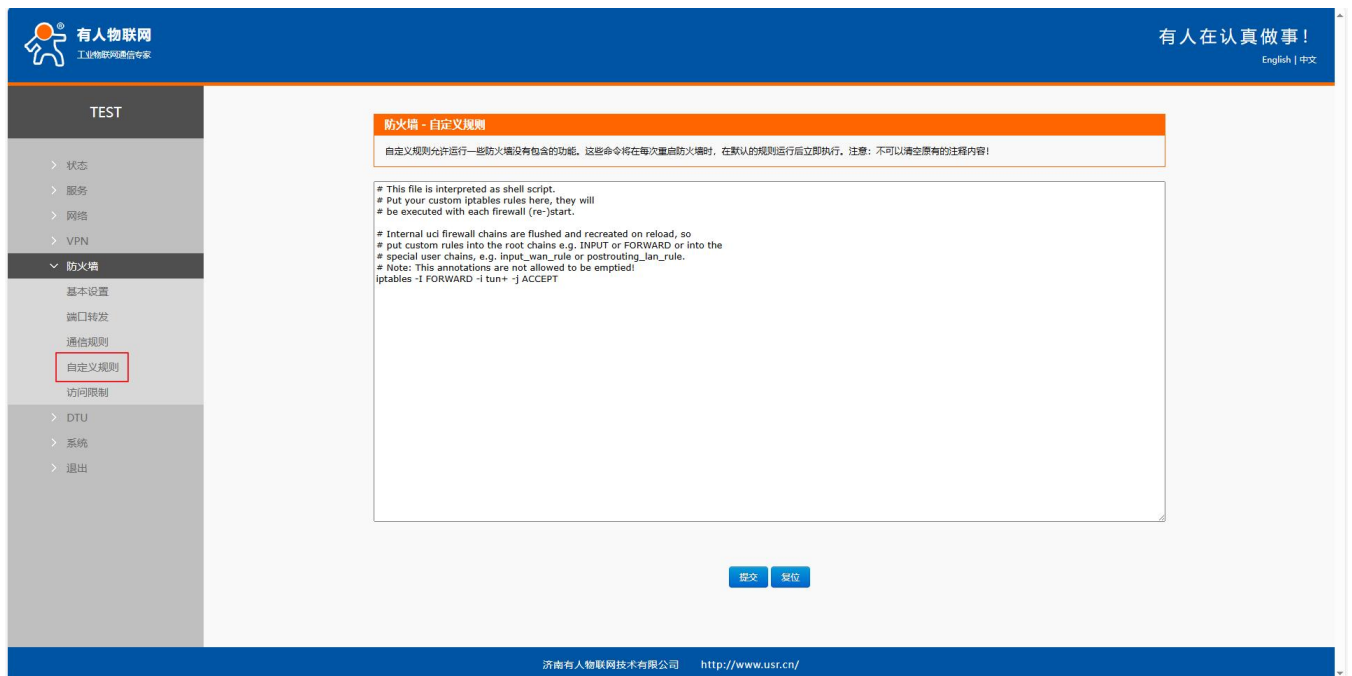 有人物联网
工业物联网通信专家
有人在认真做事！
English | 中文
TEST
状态
服务
网络
VPN
防火墙
基本设置
端口转发
通信规则
自定义规则
访问限制
DTU
系统
退出
防火墙 - 自定义规则
自定义规则允许运行一些防火墙没有包含的功能。这些命令将在每次重启防火墙时，在默认的规则运行后立即执行。注意：不可以清空原有的注释内容！
# This file is interpreted as shell script.
# Put your custom iptables rules here, they will
# be executed with each firewall (re-)start.
# Internal uci firewall chains are flushed and recreated on reload, so
# put custom rules into the root chains e.g. INPUT or FORWARD or into the
# special user chains, e.g. input_wan_rule or postrouting_lan_rule.
# Note: This annotations are not allowed to be emptied!
iptables -I FORWARD -i tun+ -j ACCEPT
提交 复位
济南有人物联网技术有限公司 http://www.usr.cn/